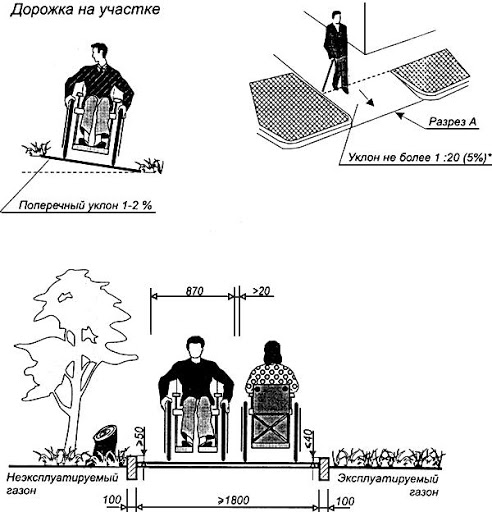 Дорожка на участке
Разрез А
Уклон не более 1 :20 (5%)*
Поперечный уклон 1-2 %
870
>20
≥50
≤40
Неэксплуатируемый
газон
Эксплуатируемый
газон
100
≥1800
100